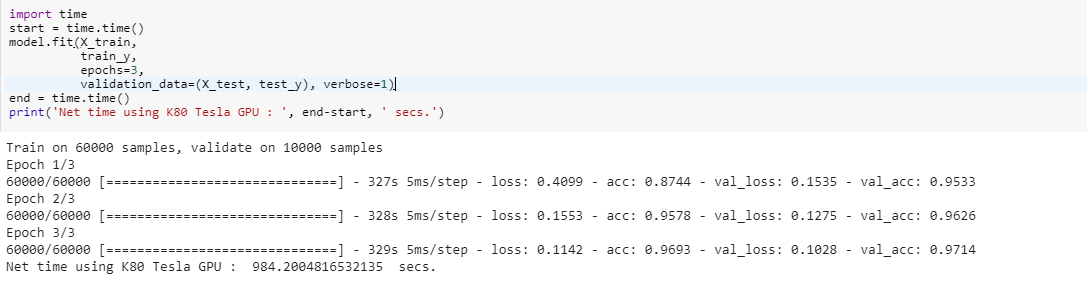 import time
start = time.time()
model.fit(X_train,
train_y,
epochs=3,
validation_data=(X_test, test_y), verbose=1)
end = time.time()
print('Net time using K80 Tesla GPU : ', end-start, ' secs.')
Train on 60000 samples, validate on 10000 samples
Epoch 1/3
60000/60000 [==============================] - 327s 5ms/step - loss: 0.4099 - acc: 0.8744 - val_loss: 0.1535 - val_acc: 0.9533
Epoch 2/3
60000/60000 [==============================] - 328s 5ms/step - loss: 0.1553 - acc: 0.9578 - val_loss: 0.1275 - val_acc: 0.9626
Epoch 3/3
60000/60000 [==============================] - 329s 5ms/step - loss: 0.1142 - acc: 0.9693 - val_loss: 0.1028 - val_acc: 0.9714
Net time using K80 Tesla GPU :  984.2004816532135  secs.